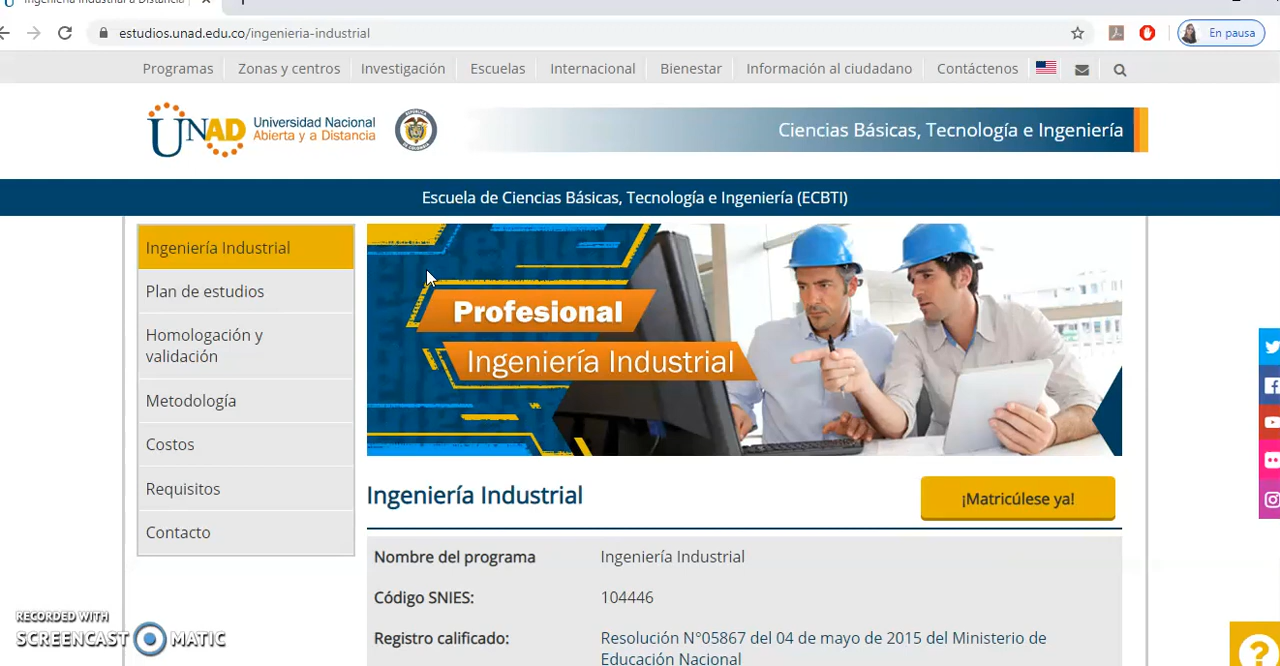 Ingeniería Industrial a Distancia
estudios.unad.edu.co/ingenieria-industrial
En pausa
Programas Zonas y centros Investigación Escuelas Internacional Bienestar Información al ciudadano Contáctenos
UNAD Universidad Nacional
Abierta y a Distancia
Ciencias Básicas, Tecnología e Ingeniería
Escuela de Ciencias Básicas, Tecnología e Ingeniería (ECBTI)
Ingeniería Industrial
Plan de estudios
Homologación y
validación
Metodología
Costos
Requisitos
Contacto
Profesional
Ingeniería Industrial
Ingeniería Industrial
¡Matricúlese ya!
Nombre del programa Ingeniería Industrial
Código SNIES: 104446
Registro calificado: Resolución N°05867 del 04 de mayo de 2015 del Ministerio de
Educación Nacional
RECORDED WITH
SCREENCAST MATIC
?